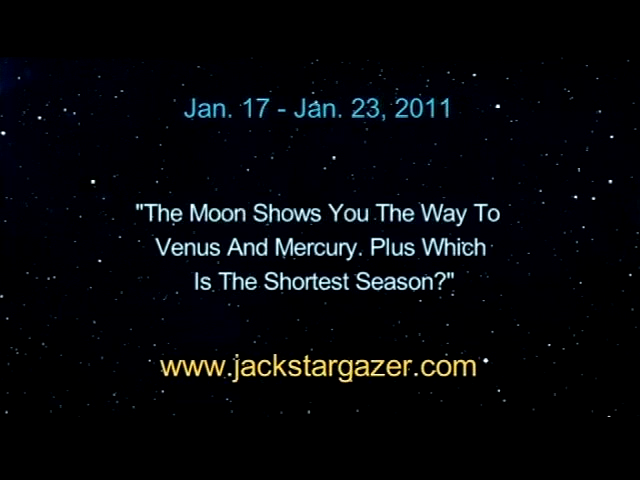 Jan. 17 - Jan. 23, 2011
"The Moon Shows You The Way To
Venus And Mercury. Plus Which
Is The Shortest Season?"
www.jackstargazer.com